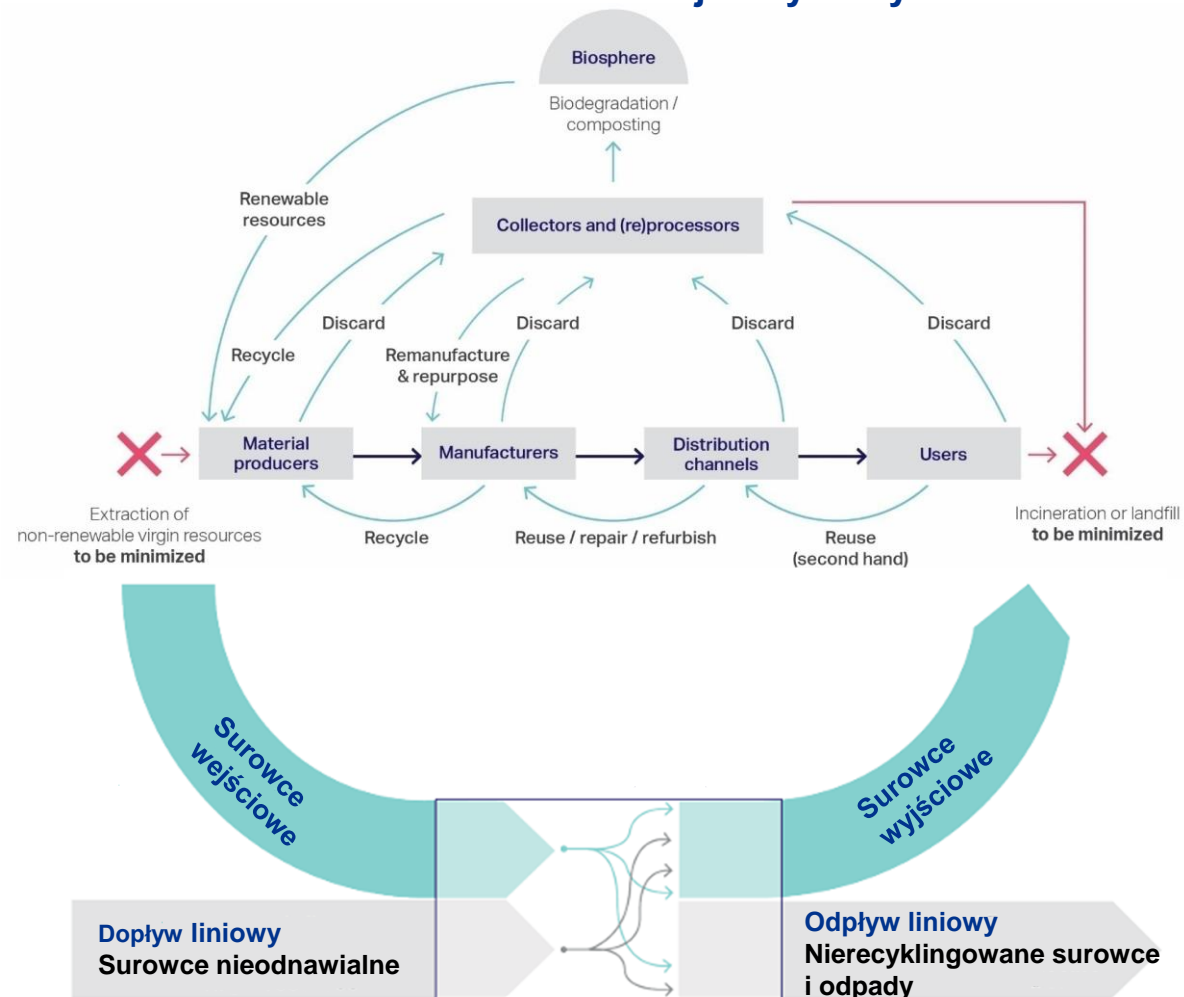 Biosphere
Biodegradation /
composting
Renewable
resources
Collectors and (re)processors
Discard
Discard
Discard
Discard
Recycle
Remanufacture
& repurpose
Material
producers
Manufacturers
Distribution
channels
Users
Extraction of
non-renewable virgin resources
to be minimized
Recycle
Reuse / repair / refurbish
Reuse
(second hand)
Incineration or landfill
to be minimized
Surowce
wejściowe
Surowce
wyjściowe
Dopływ liniowy
Surowce nieodnawialne
Odpływ liniowy
Nierecyklingowane surowce
i odpady